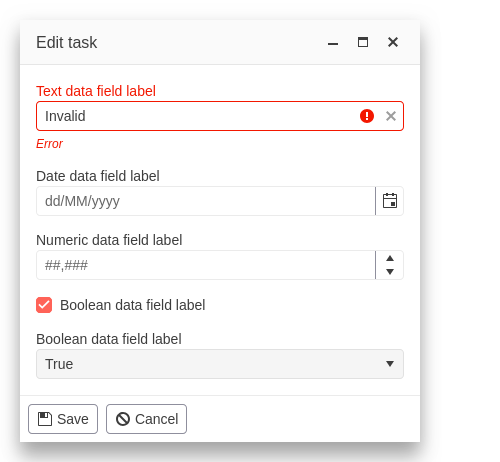 Edit task
Text data field label
Invalid
Error
Date data field label
dd/MM/yyyy
Numeric data field label
##,###
Boolean data field label
Boolean data field label
True
Save Cancel